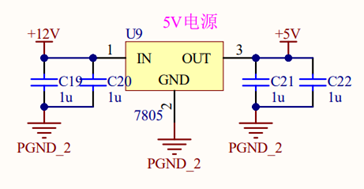 5V电源
+12V
U9
+5V
1
IN
OUT
3
GND
C19
1u
C20
1u
2
7805
C21
1u
C22
1u
PGND_2
PGND_2
PGND_2